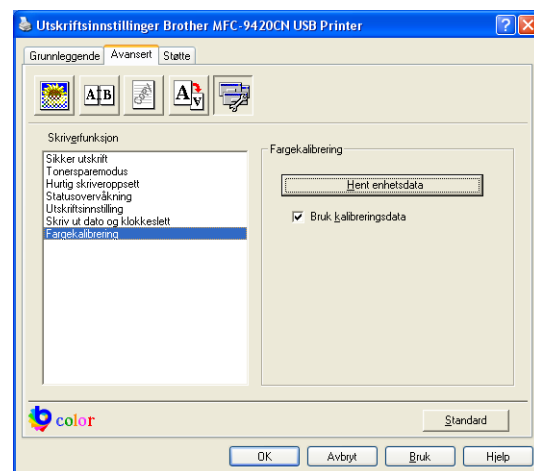 Utskriftsinnstillinger Brother MFC-9420CN USB Printer
Grunnleggende Avansert Støtte
A B A A
Skriverfunksjon
Sikker utskrift
Tonersparemodus
Hurtig skriveroppsett
Statusovervåkning
Utskriftsinnstilling
Skriv ut dato og klokkeslett
Fargekalibrering
Fargekalibrering
Hent enhetsdata
Bruk kalibreringsdata
color
Standard
OK Avbryt Bruk Hjelp